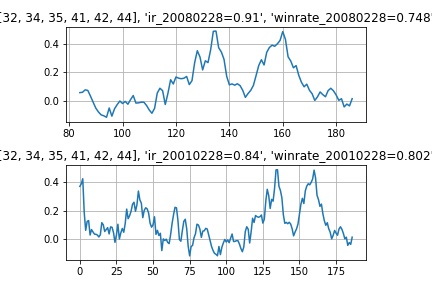 [32, 34, 35, 41, 42, 44], 'ir_20080228=0.91', 'winrate_20080228=0.748'
0.4
0.2
0.0
80 100 120 140 160 180
[32, 34, 35, 41, 42, 44], 'ir_20010228=0.84', 'winrate_20010228=0.802'
0.4
0.2
0.0
0 25 50 75 100 125 150 175